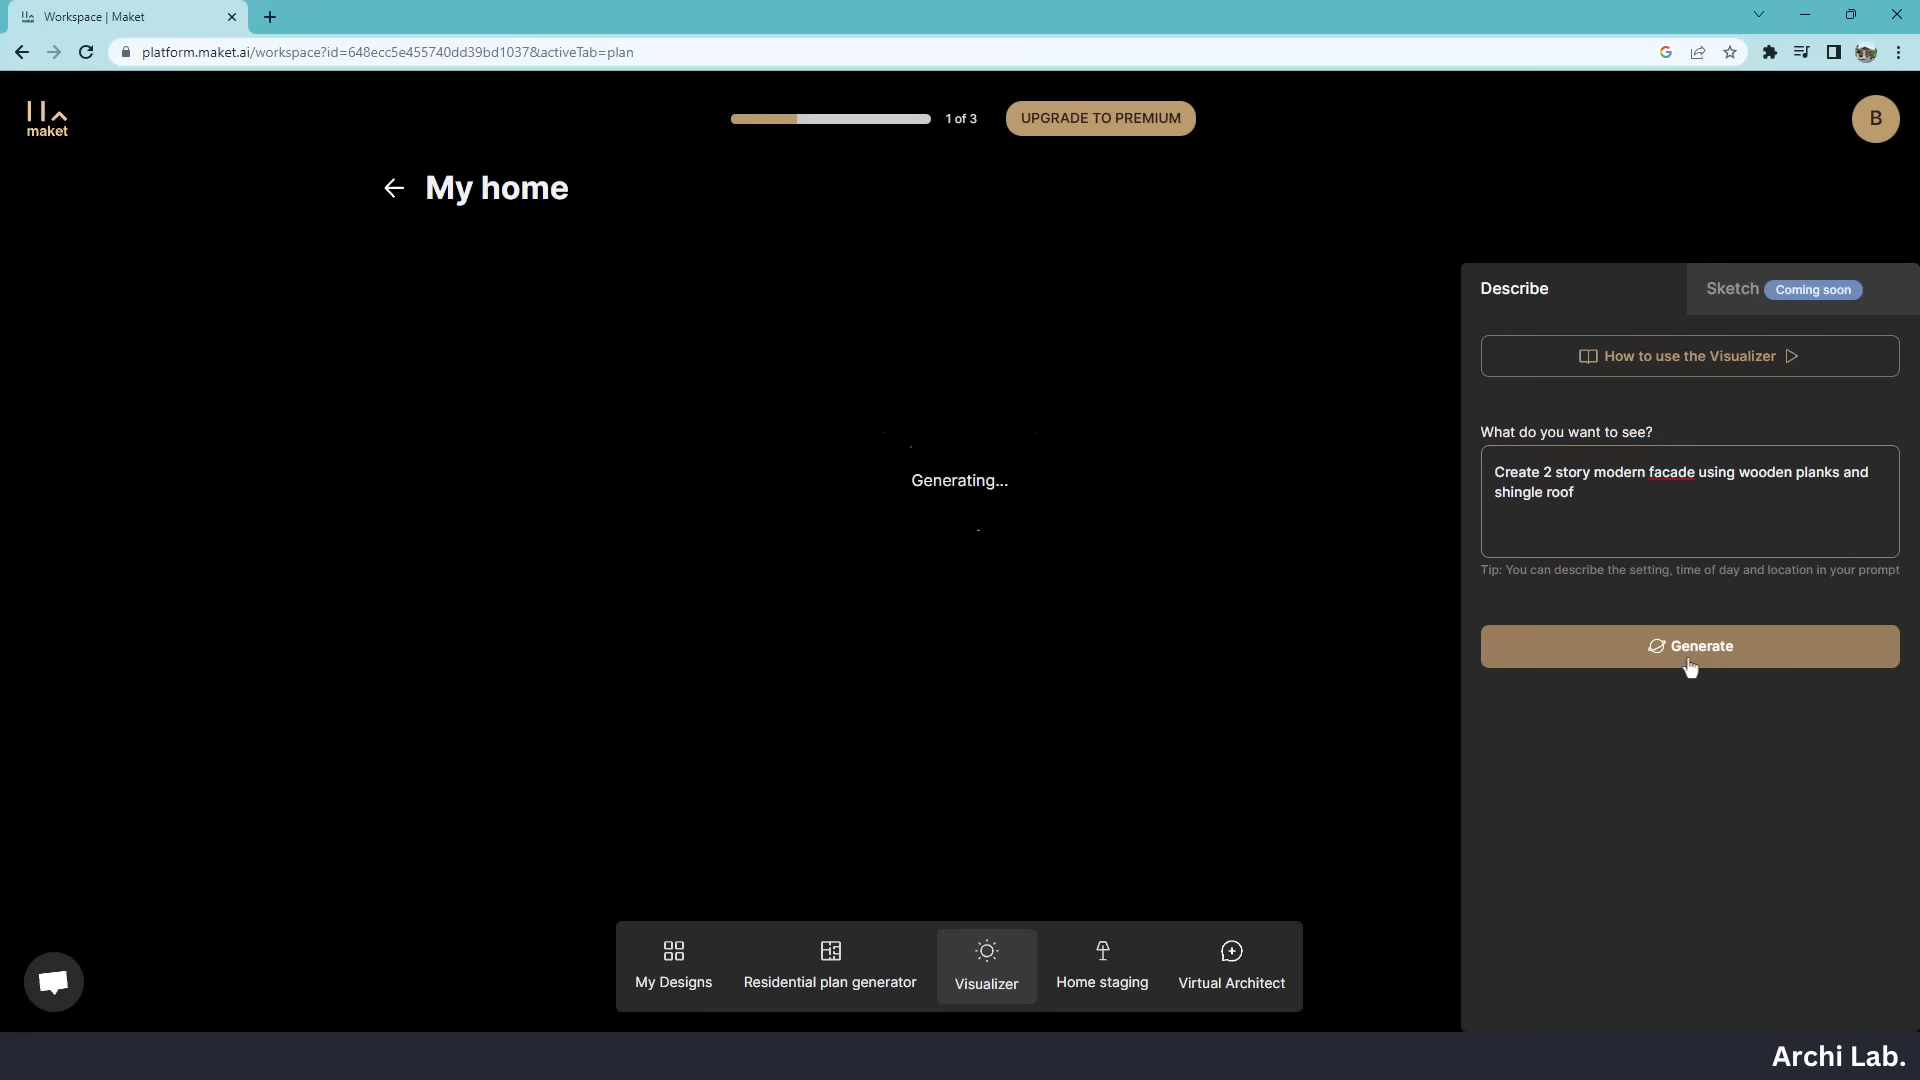 Workspace | Maket
platform.maket.ai/workspace?id=648ecc5e455740dd39bd1037&activeTab=plan
maket
1 of 3
UPGRADE TO PREMIUM
B
My home
Describe
Sketch Coming soon
How to use the Visualizer
What do you want to see?
Create 2 story modern facade using wooden planks and
shingle roof
Tip: You can describe the setting, time of day and location in your prompt
Generate
Generating...
My Designs
Residential plan generator
Visualizer
Home staging
Virtual Architect
Archi Lab.